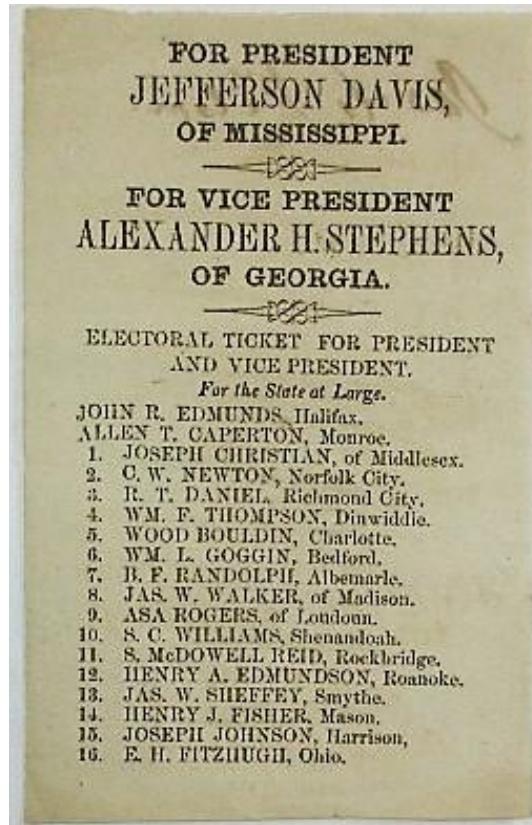 FOR PRESIDENT
JEFFERSON DAVIS,
OF MISSISSIPPI.
FOR VICE PRESIDENT
ALEXANDER H. STEPHENS,
OF GEORGIA.
ELECTORAL TICKET FOR PRESIDENT
AND VICE PRESIDENT.
For the State at Large.
JOHN R. EDMUNDS, Halifax.
ALLEN T. CAPERTON, Monroe.
1. JOSEPH CHRISTIAN, of Middlesex.
2. C. W. NEWTON, Norfolk City.
3. R. T. DANIEL, Richmond City.
4. WM. F. THOMPSON, Dinwiddie.
5. WOOD BOULDIN, Charlotte.
6. WM. L. GOGGIN, Bedford.
7. B. F. RANDOLPH, Albemarle.
8. JAS. W. WALKER, of Madison.
9. ASA ROGERS, of Loudoun.
10. S. C. WILLIAMS, Shenandoah.
11. S. McDOWELL REID, Rockbridge.
12. HENRY A. EDMUNDSON, Roanoke.
13. JAS. W. SHEFFEY, Smythe.
14. HENRY J. FISHER, Mason.
15. JOSEPH JOHNSON, Harrison,
16. E. H. FITZHUGH, Ohio.